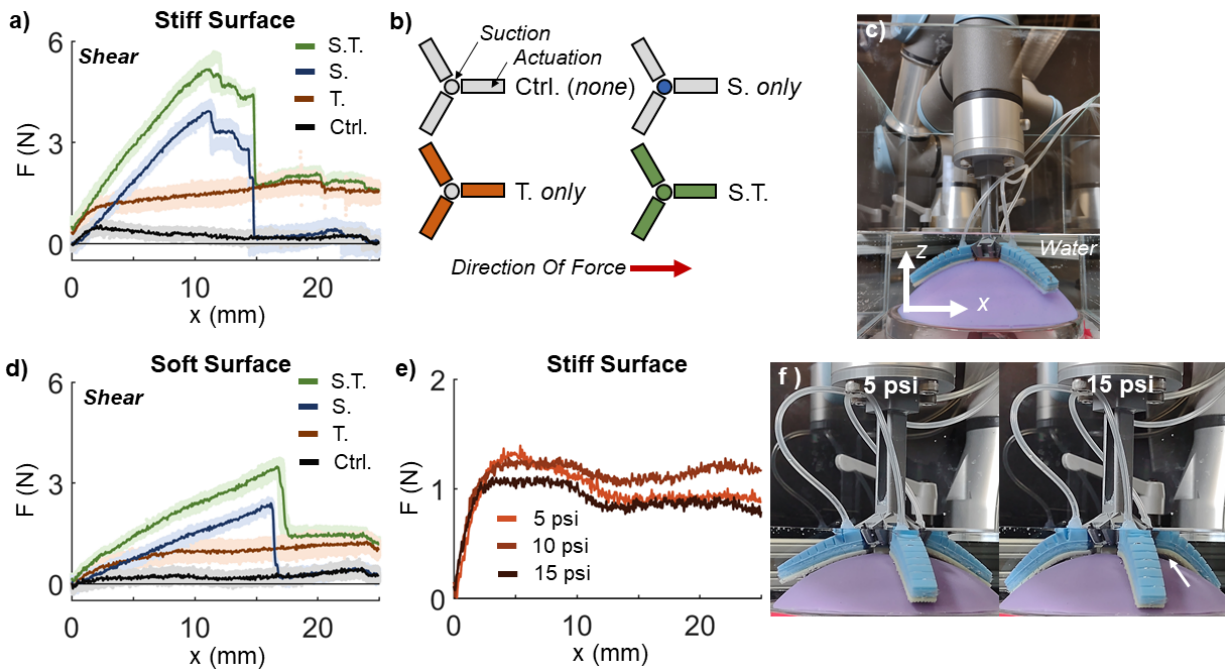 a)
Stiff Surface
Shear
S.T.
S.
T.
Ctrl.
6
3
0
F (N)
0
10
20
x (mm)
b)
Suction
Actuation
Ctrl. (none)
S. only
T. only
S.T.
Direction Of Force
c)
Water
z
x
d)
Soft Surface
Shear
S.T.
S.
T.
Ctrl.
6
3
0
F (N)
0
10
20
x (mm)
e)
Stiff Surface
2
1
0
F (N)
5 psi
10 psi
15 psi
0
10
20
x (mm)
f )
5 psi
15 psi